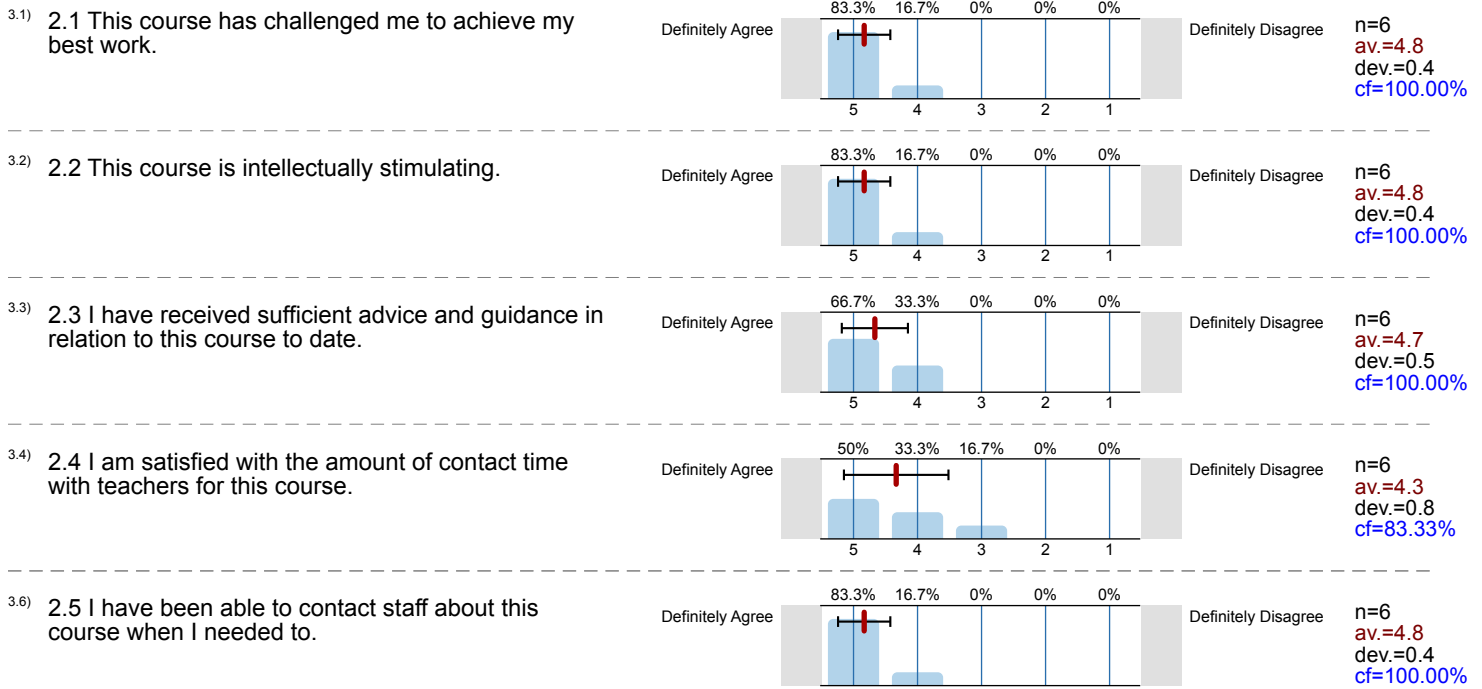 3.1) 2.1 This course has challenged me to achieve my
best work.
Definitely Agree
83.3% 16.7% 0% 0% 0%
5 4 3 2 1
Definitely Disagree
n=6
av.=4.8
dev.=0.4
cf=100.00%
3.2) 2.2 This course is intellectually stimulating.
Definitely Agree
83.3% 16.7% 0% 0% 0%
5 4 3 2 1
Definitely Disagree
n=6
av.=4.8
dev.=0.4
cf=100.00%
3.3) 2.3 I have received sufficient advice and guidance in
relation to this course to date.
Definitely Agree
66.7% 33.3% 0% 0% 0%
5 4 3 2 1
Definitely Disagree
n=6
av.=4.7
dev.=0.5
cf=100.00%
3.4) 2.4 I am satisfied with the amount of contact time
with teachers for this course.
Definitely Agree
50% 33.3% 16.7% 0% 0%
5 4 3 2 1
Definitely Disagree
n=6
av.=4.3
dev.=0.8
cf=83.33%
3.6) 2.5 I have been able to contact staff about this
course when I needed to.
Definitely Agree
83.3% 16.7% 0% 0% 0%
Definitely Disagree
n=6
av.=4.8
dev.=0.4
cf=100.00%